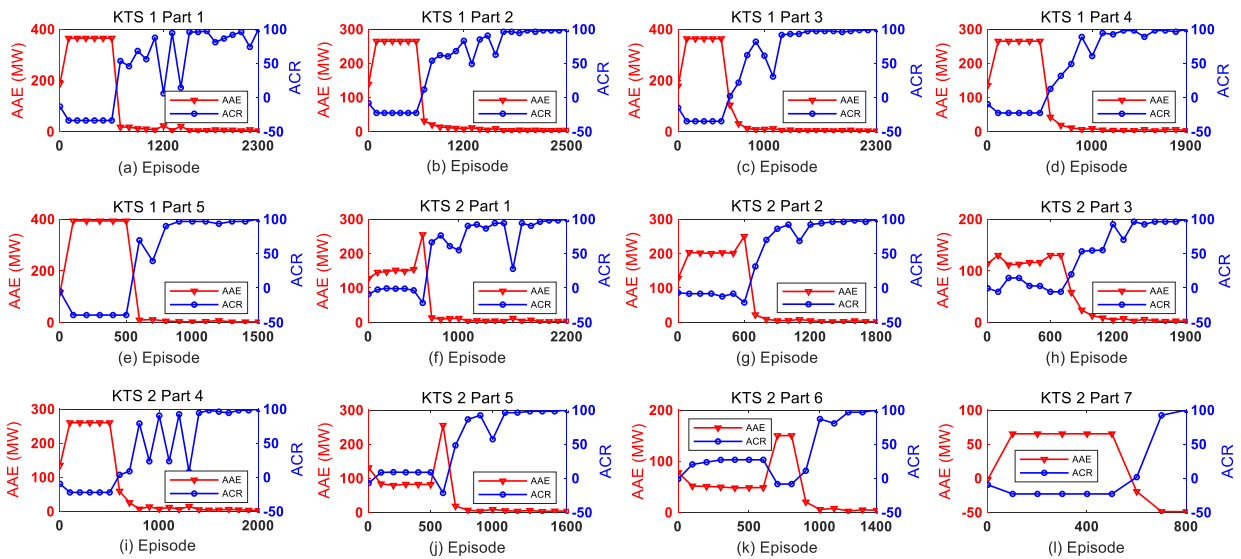 KTS 1 Part 1
400
200
0
AAE (MW)
100
50
0
-50
ACR
AAE
ACR
0
1200
2300
(a) Episode
KTS 1 Part 2
300
200
100
0
AAE (MW)
100
50
0
-50
ACR
AAE
ACR
0
1200
2500
(b) Episode
KTS 1 Part 3
400
200
0
AAE (MW)
100
50
0
-50
ACR
AAE
ACR
0
1000
2300
(c) Episode
KTS 1 Part 4
300
200
100
0
AAE (MW)
100
50
0
-50
ACR
AAE
ACR
0
1000
1900
(d) Episode
KTS 1 Part 5
400
200
0
AAE (MW)
100
50
0
-50
ACR
AAE
ACR
0
500
1000
1500
(e) Episode
KTS 2 Part 1
300
200
100
0
AAE (MW)
100
50
0
-50
ACR
AAE
ACR
0
1200
2200
(f) Episode
KTS 2 Part 2
300
200
100
0
AAE (MW)
100
50
0
-50
ACR
AAE
ACR
0
600
1200
1800
(g) Episode
KTS 2 Part 3
200
100
0
AAE (MW)
100
50
0
-50
ACR
AAE
ACR
0
600
1200
1900
(h) Episode
KTS 2 Part 4
300
200
100
0
AAE (MW)
100
50
0
-50
ACR
AAE
ACR
0
1000
2000
(i) Episode
KTS 2 Part 5
300
200
100
0
AAE (MW)
100
50
0
-50
ACR
AAE
ACR
0
500
1000
1600
(j) Episode
KTS 2 Part 6
200
150
100
50
0
AAE (MW)
100
50
0
-50
ACR
AAE
ACR
0
500
1000
1400
(k) Episode
KTS 2 Part 7
100
50
0
-50
AAE (MW)
100
50
0
-50
ACR
AAE
ACR
0
400
800
(l) Episode